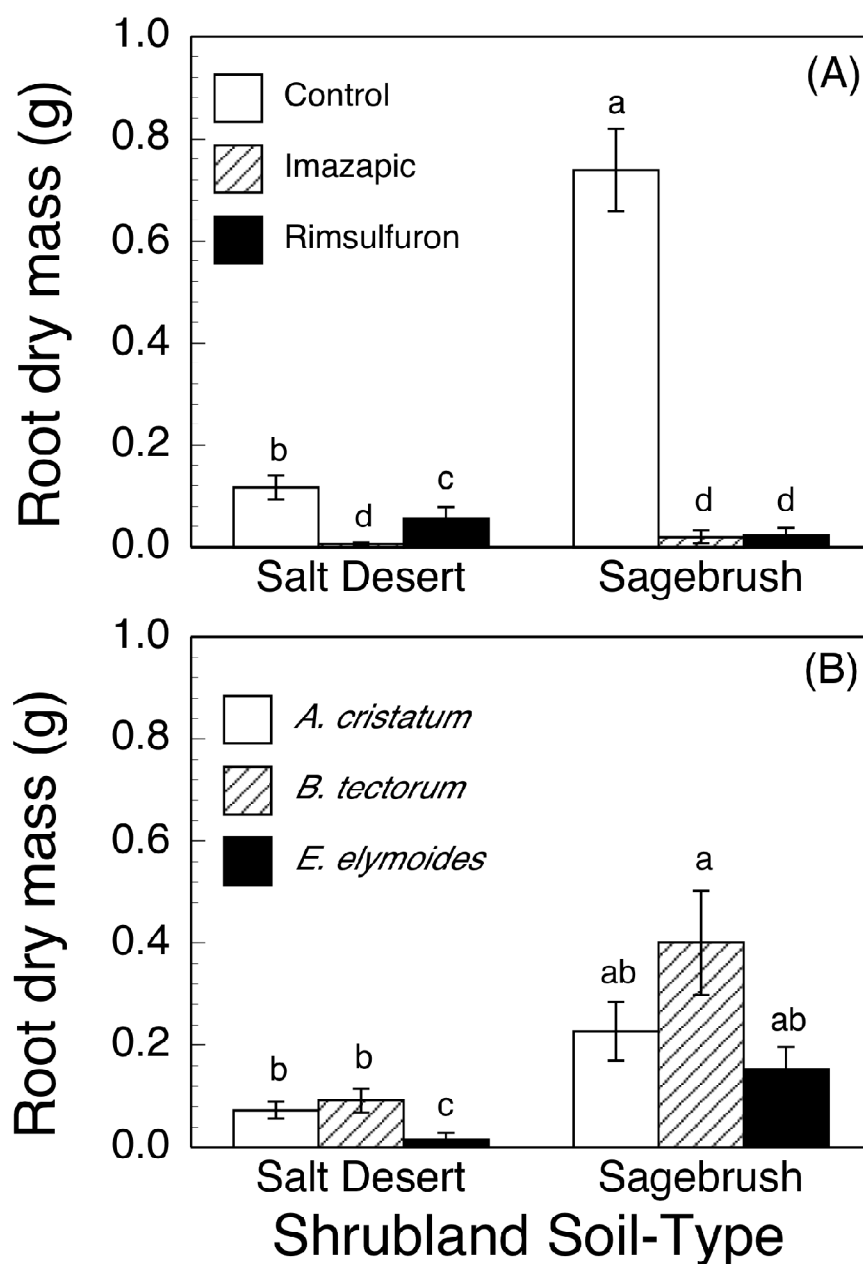 1.0
(A)
Control
a
0.8
Imazapic
Rimsulfuron
0.6
Root dry mass (g)
0.4
0.2
b
d
c
d
d
0.0
Salt Desert
Sagebrush
1.0
(B)
A. cristatum
0.8
B. tectorum
0.6
E. elymoides
a
Root dry mass (g)
0.4
ab
0.2
b
b
c
ab
0.0
Salt Desert
Sagebrush
Shrubland Soil-Type